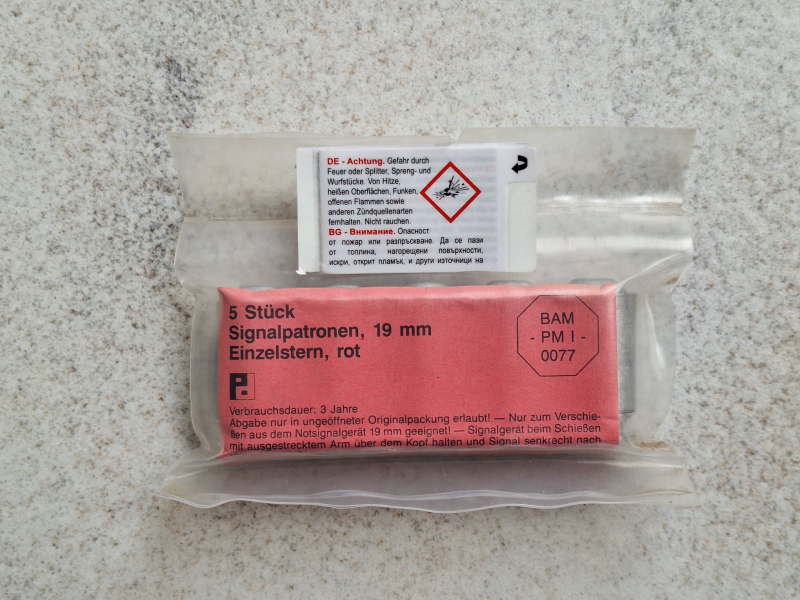 DE - Achtung. Gefahr durch
Feuer oder Splitter, Spreng- und
Wurfstücke. Von Hitze,
heißen Oberflächen, Funken,
offenen Flammen sowie
anderen Zündquellenarten
fernhalten. Nicht rauchen.
BG - Внимание. Опасност
от пожар или разпръскване. Да се пази
от топлина, нагорещени повърхности,
искри, открит пламък, и други източници на
5 Stück
Signalpatronen, 19 mm
Einzelstern, rot
BAM
- PM I -
0077
Verbrauchsdauer: 3 Jahre
Abgabe nur in ungeöffneter Originalpackung erlaubt! — Nur zum Verschie-
ßen aus dem Notsignalgerät 19 mm geeignet! — Signalgerät beim Schießen
mit ausgestrecktem Arm über dem Kopf halten und Signal senkracht nach